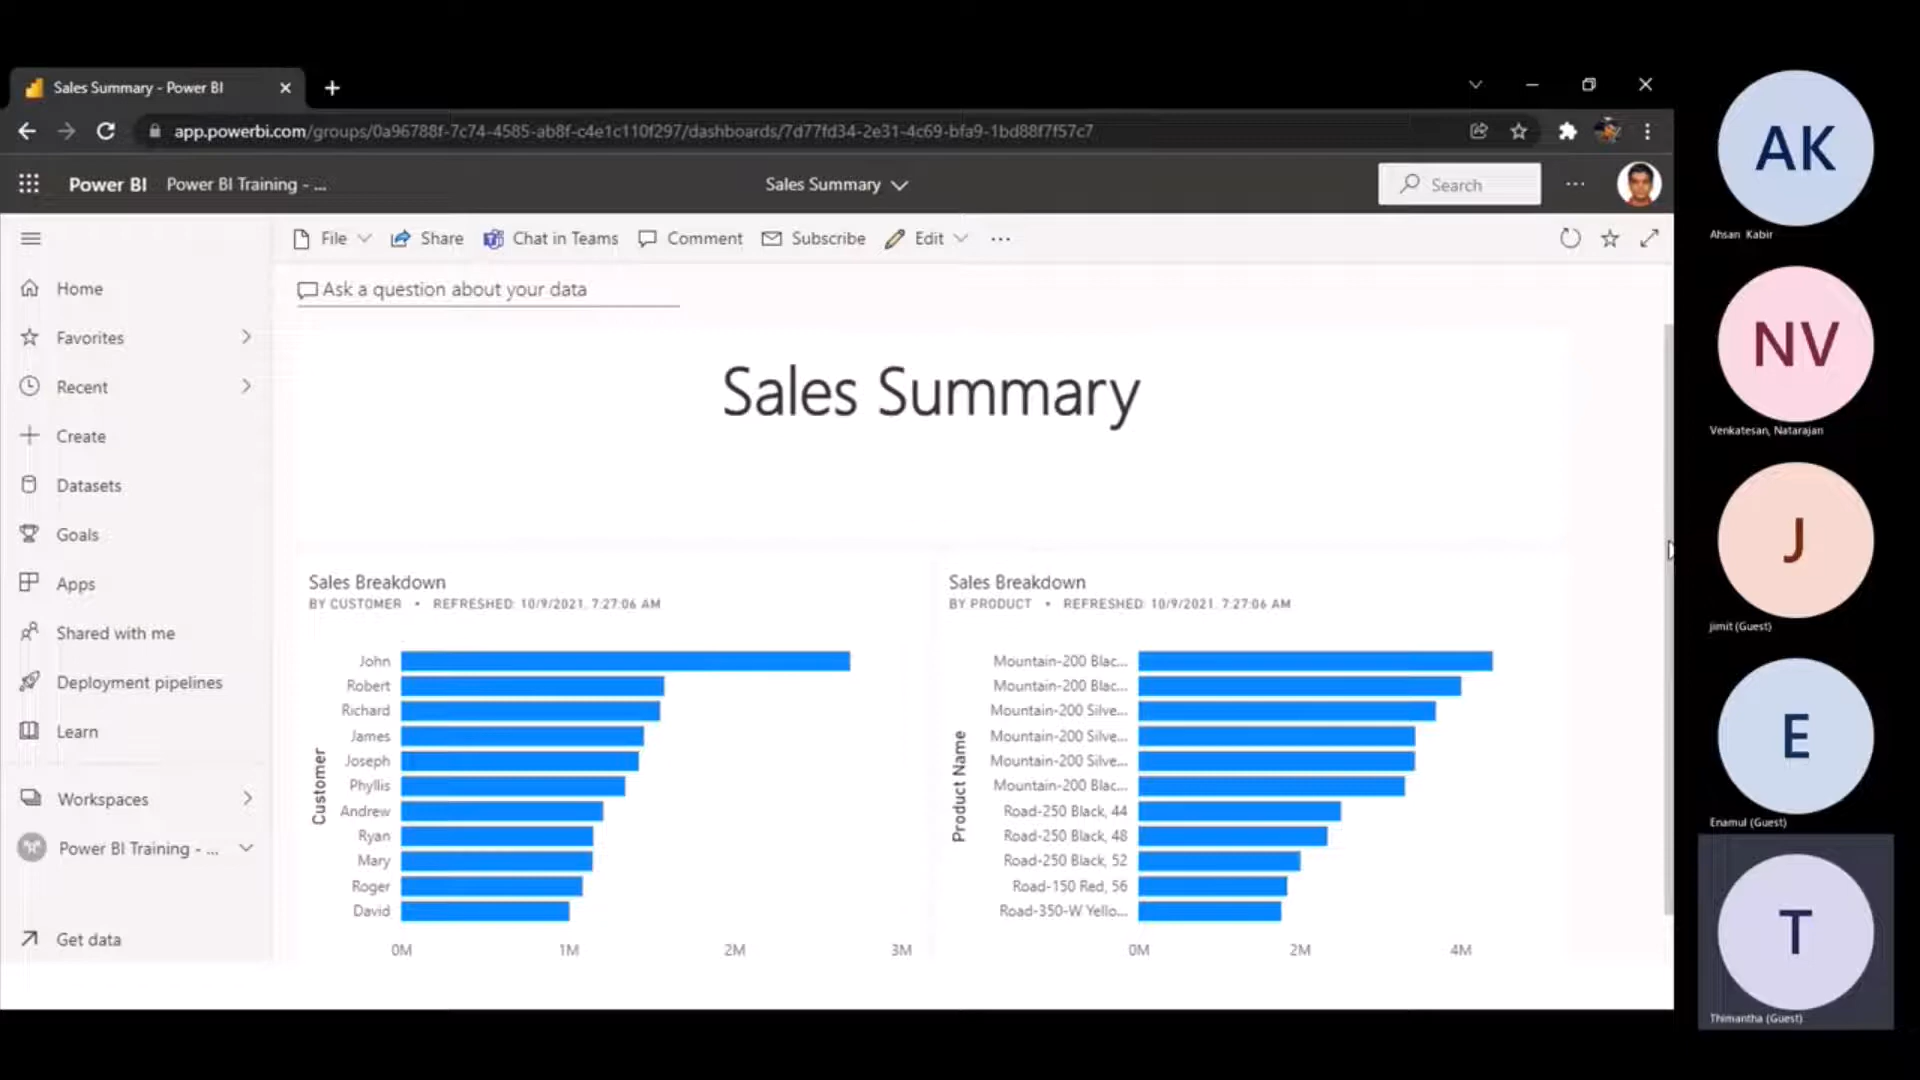 Sales Summary - Power BI
app.powerbi.com/groups/0a96788f-7c74-4585-ab8f-c4e1c110f297/dashboards/7d77fd34-2e31-4c69-bfa9-1bd88f7f57c7
Power BI Power BI Training - ... Sales Summary Search
File Share Chat in Teams Comment Subscribe Edit
Ask a question about your data
Home
Favorites
Recent
Create
Datasets
Goals
Apps
Shared with me
Deployment pipelines
Learn
Workspaces
Power BI Training - ...
Get data
Sales Summary
Sales Breakdown
BY CUSTOMER • REFRESHED: 10/9/2021, 7:27:06 AM
Customer
John
Robert
Richard
James
Joseph
Phyllis
Andrew
Ryan
Mary
Roger
David
0M 1M 2M 3M
Sales Breakdown
BY PRODUCT • REFRESHED: 10/9/2021, 7:27:06 AM
Product Name
Mountain-200 Blac...
Mountain-200 Blac...
Mountain-200 Silve...
Mountain-200 Silve...
Mountain-200 Silve...
Mountain-200 Blac...
Road-250 Black, 44
Road-250 Black, 48
Road-250 Black, 52
Road-150 Red, 56
Road-350-W Yello...
0M 2M 4M
AK
Ahsan Kabir
NV
Venkatesan, Natarajan
J
jimit (Guest)
E
Enamul (Guest)
T
Thimantha (Guest)